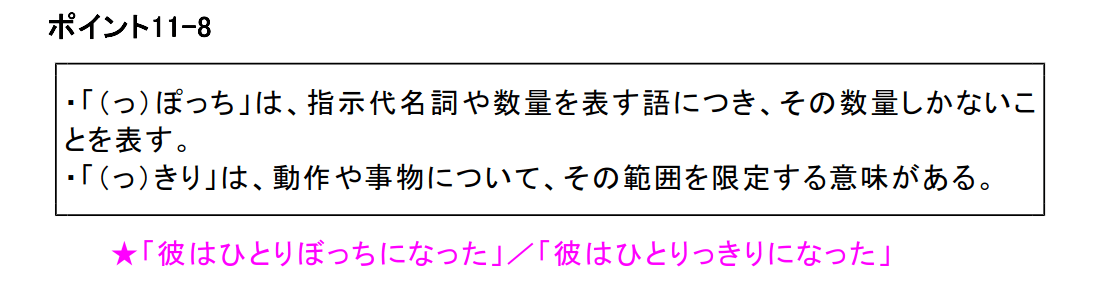 ポイント11-8
・「（っ）ぽっち」は、指示代名詞や数量を表す語につき、その数量しかないこ
とを表す。
・「（っ）きり」は、動作や事物について、その範囲を限定する意味がある。
★「彼はひとりぼっちになった」／「彼はひとりっきりになった」